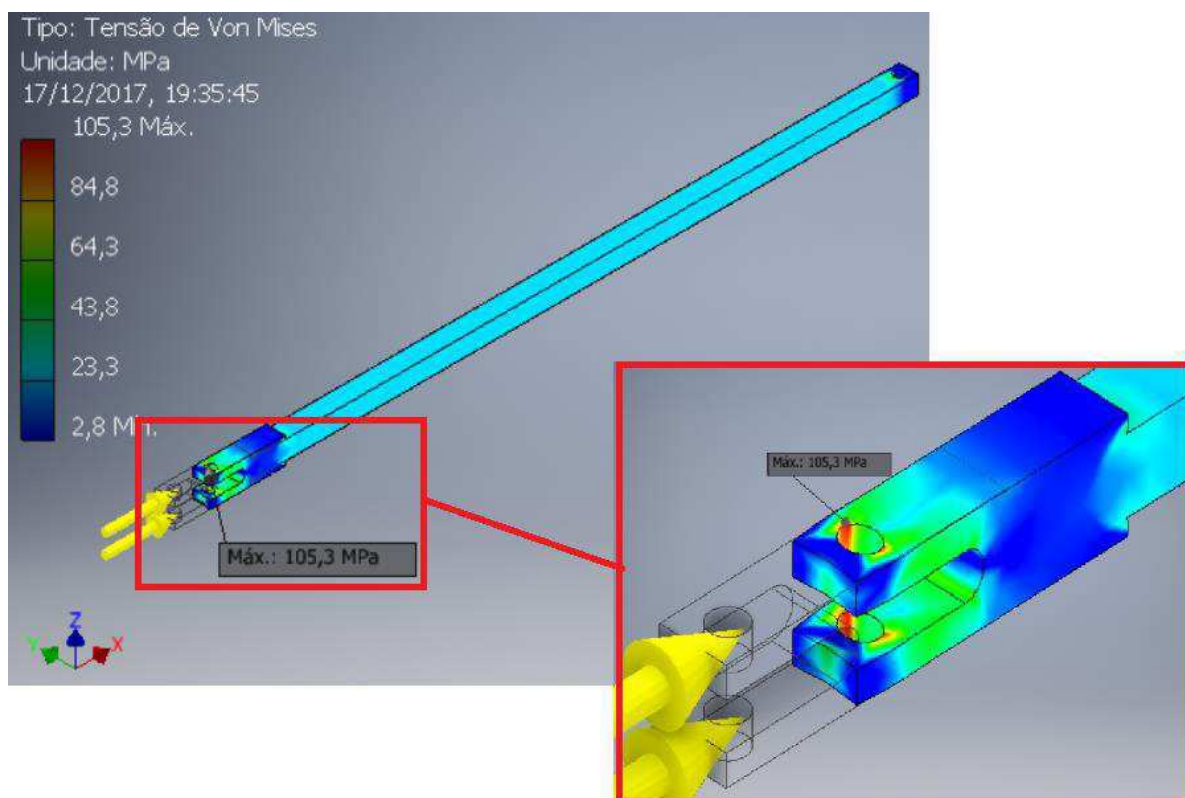 Tipo: Tensão de Von Mises
Unidade: MPa
17/12/2017, 19:35:45
105,3 Máx.
84,8
64,3
43,8
23,3
2,8 Mín.
Máx.: 105,3 MPa
Máx.: 105,3 MPa
Z
Y
X